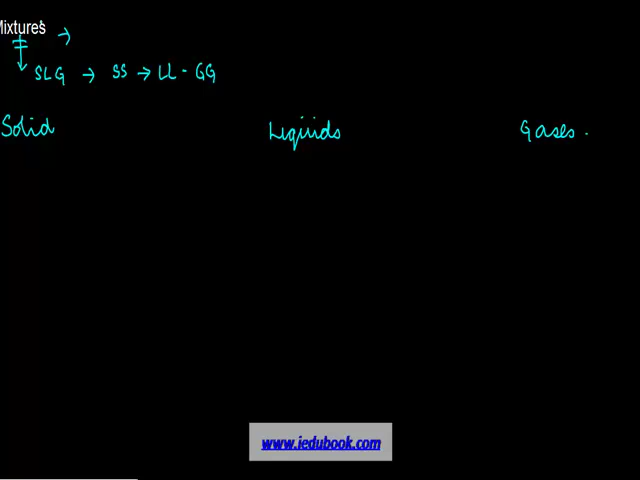 Mixtures
→
SLG → SS → LL - GG
Solid Liquids Gases.
www.iedubook.com